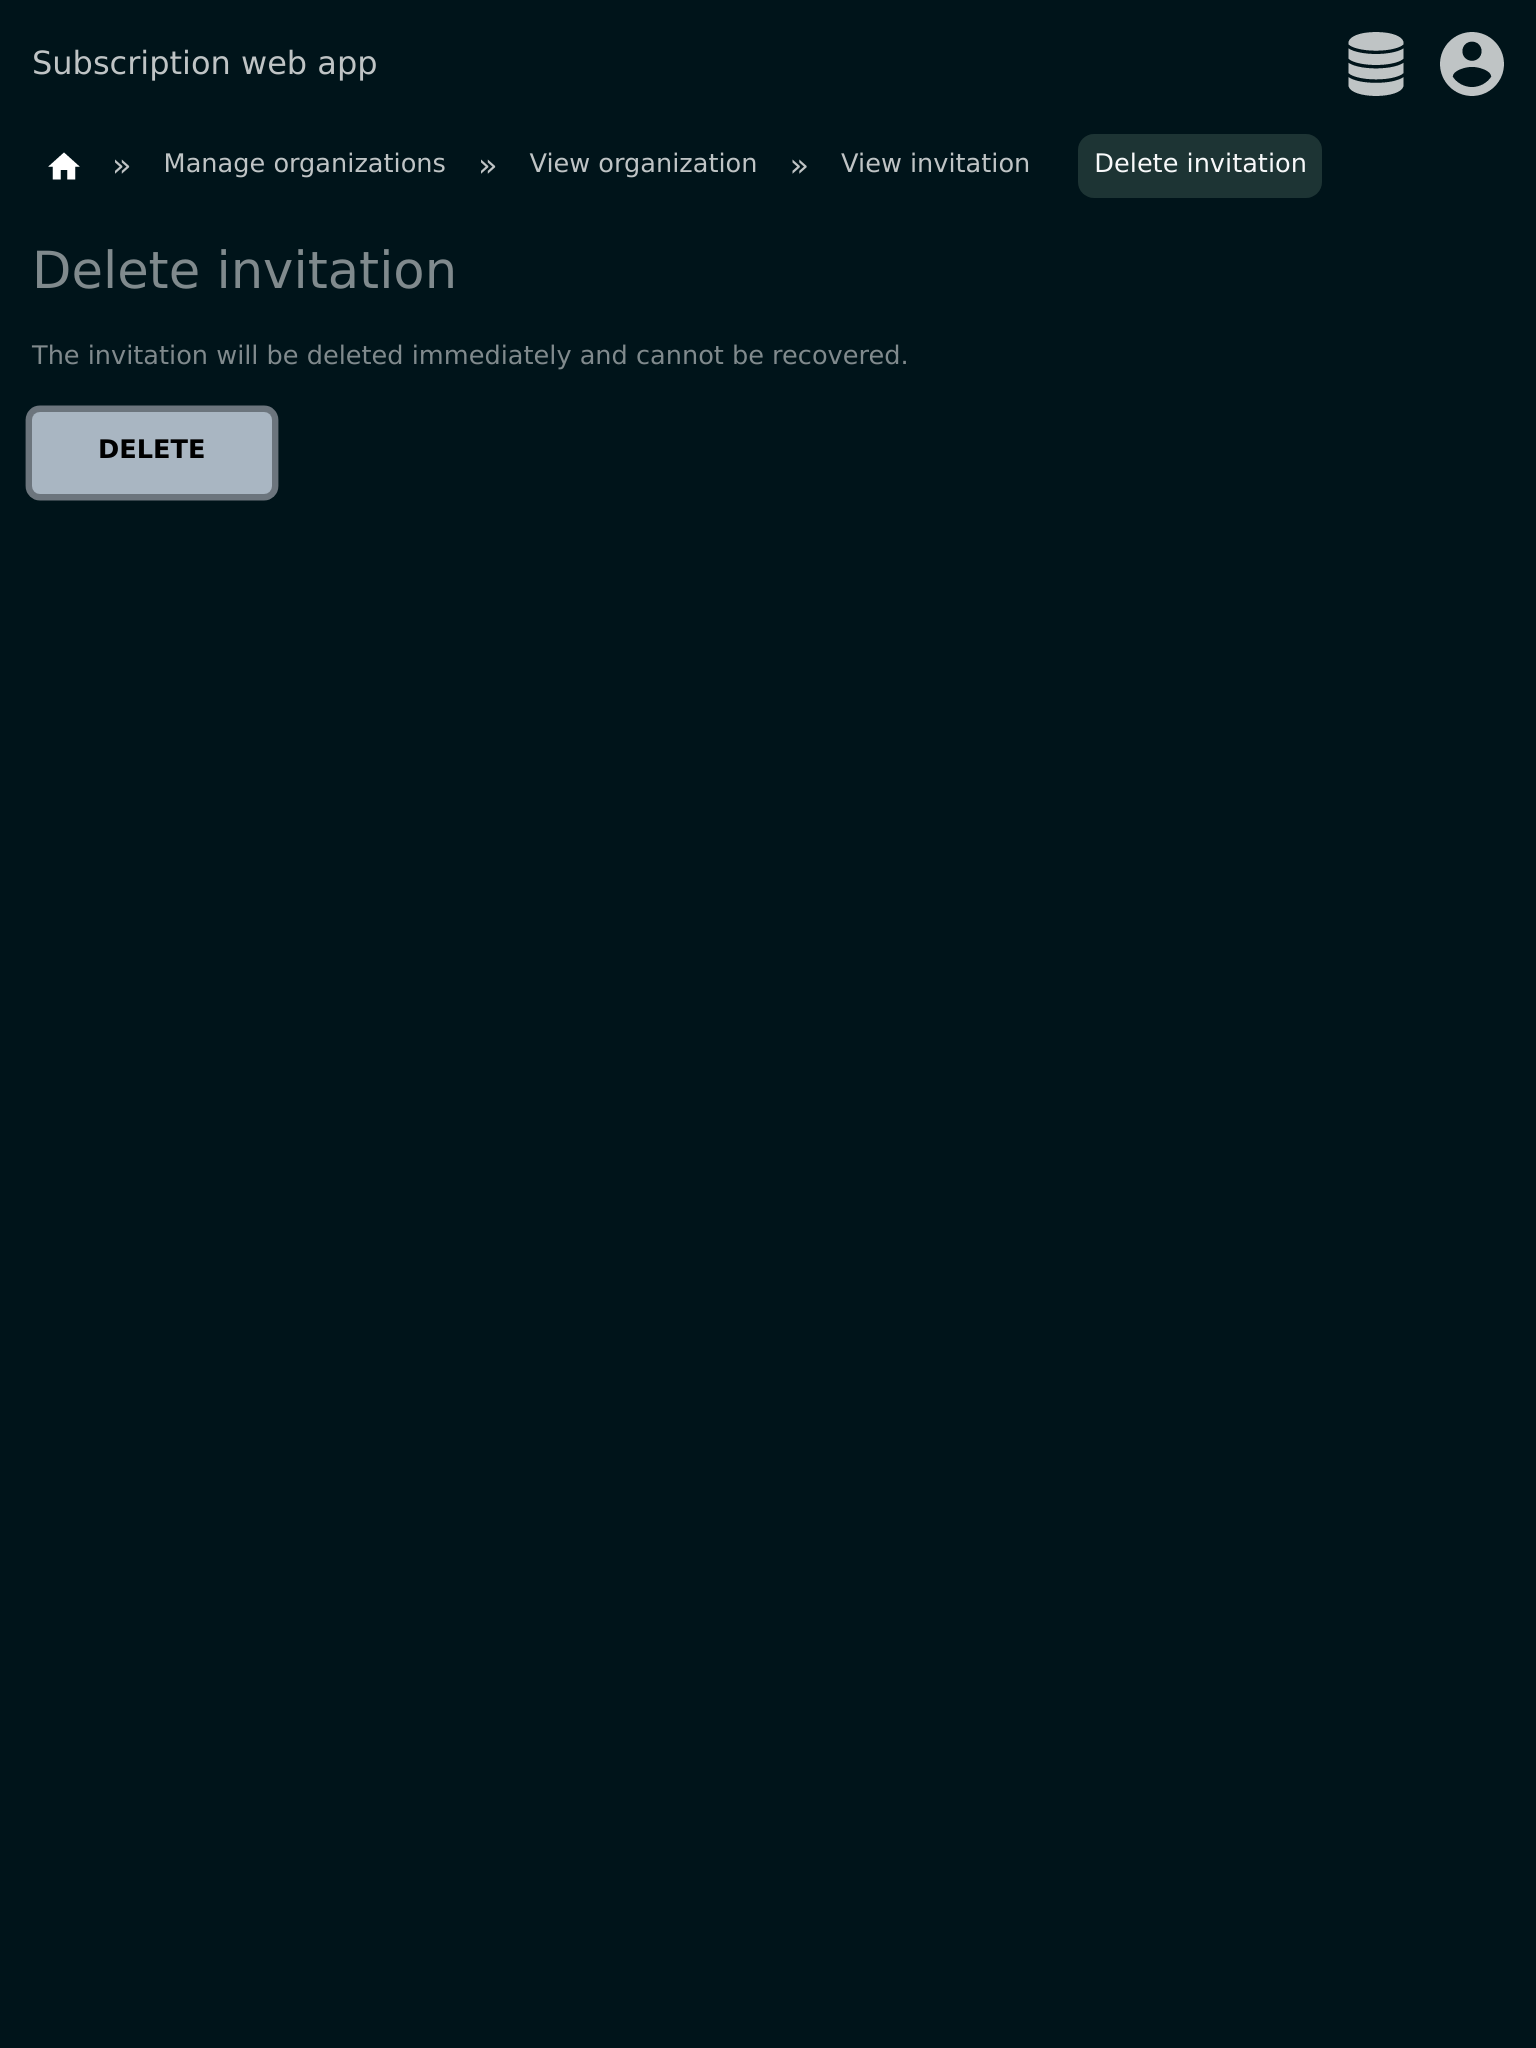 Subscription web app
» Manage organizations » View organization » View invitation Delete invitation
Delete invitation
The invitation will be deleted immediately and cannot be recovered.
DELETE